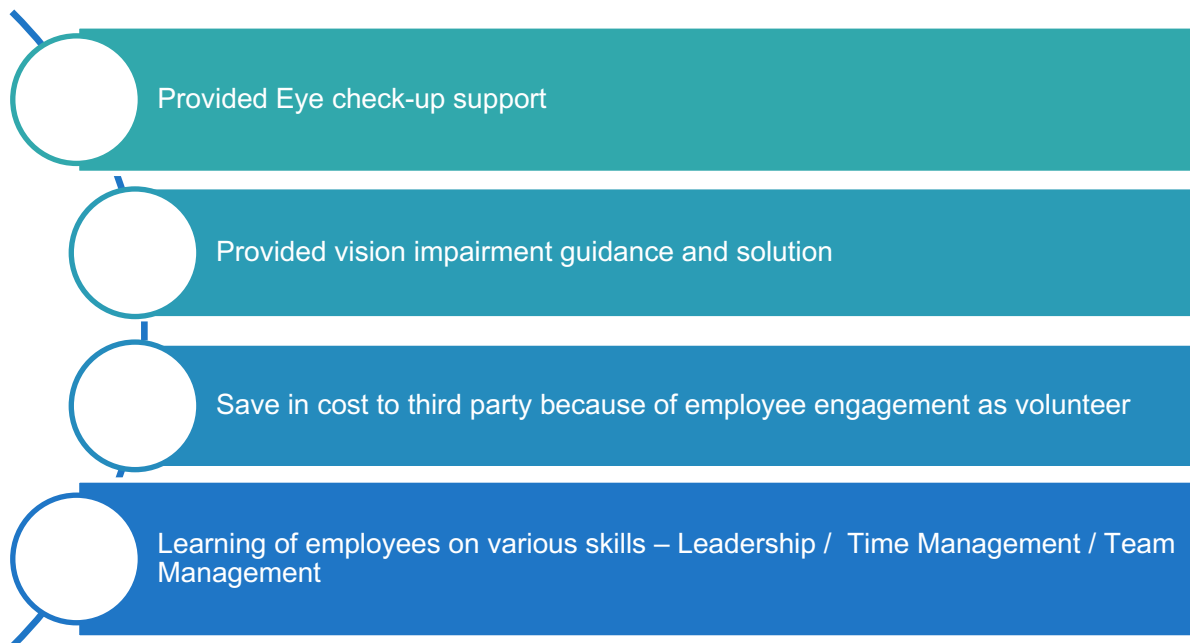 Provided Eye check-up support
Provided vision impairment guidance and solution
Save in cost to third party because of employee engagement as volunteer
Learning of employees on various skills – Leadership /  Time Management / Team
Management